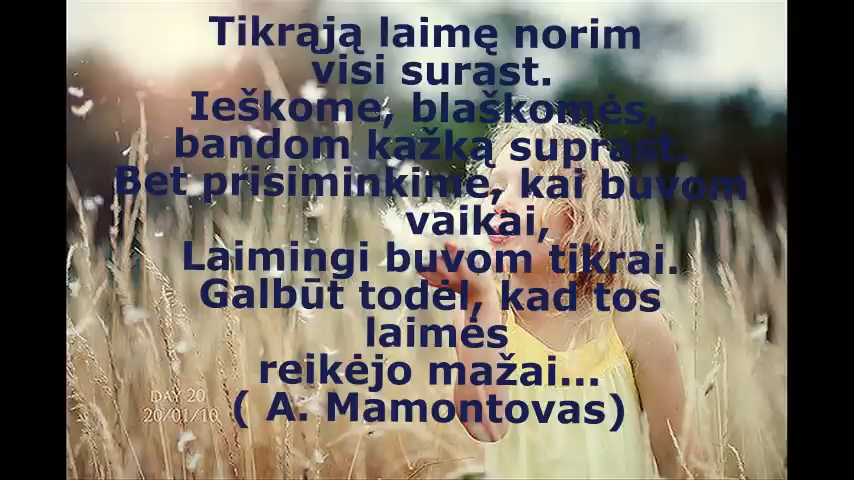 Tikrąją laimę norim
visi surast.
Ieškome, blaškomės,
bandom kažką suprast.
Bet prisiminkime, kai buvom
vaikai,
Laimingi buvom tikrai.
Galbūt todėl, kad tos
laimės
reikėjo mažai...
( A. Mamontovas)
DAY 20
20/01/10